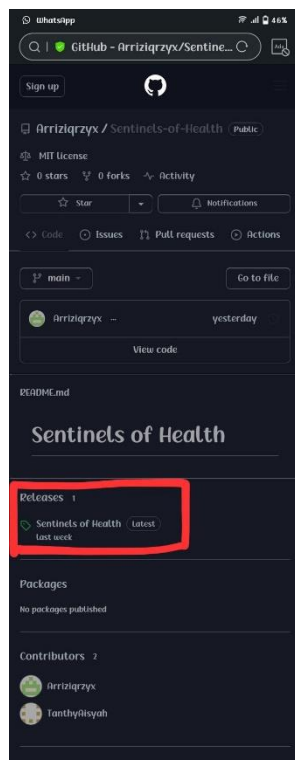 WhatsApp 46%
GitHub - Arriziqrzyx/Sentine... Ads
Sign up
Arriziqrzyx / Sentinels-of-Health Public
MIT license
0 stars 0 forks Activity
Star Notifications
Code Issues Pull requests Actions
main Go to file
Arriziqrzyx ... yesterday
View code
README.md
Sentinels of Health
Releases 1
Sentinels of Health Latest
last week
Packages
No packages published
Contributors 2
Arriziqrzyx
TanthyAisyah